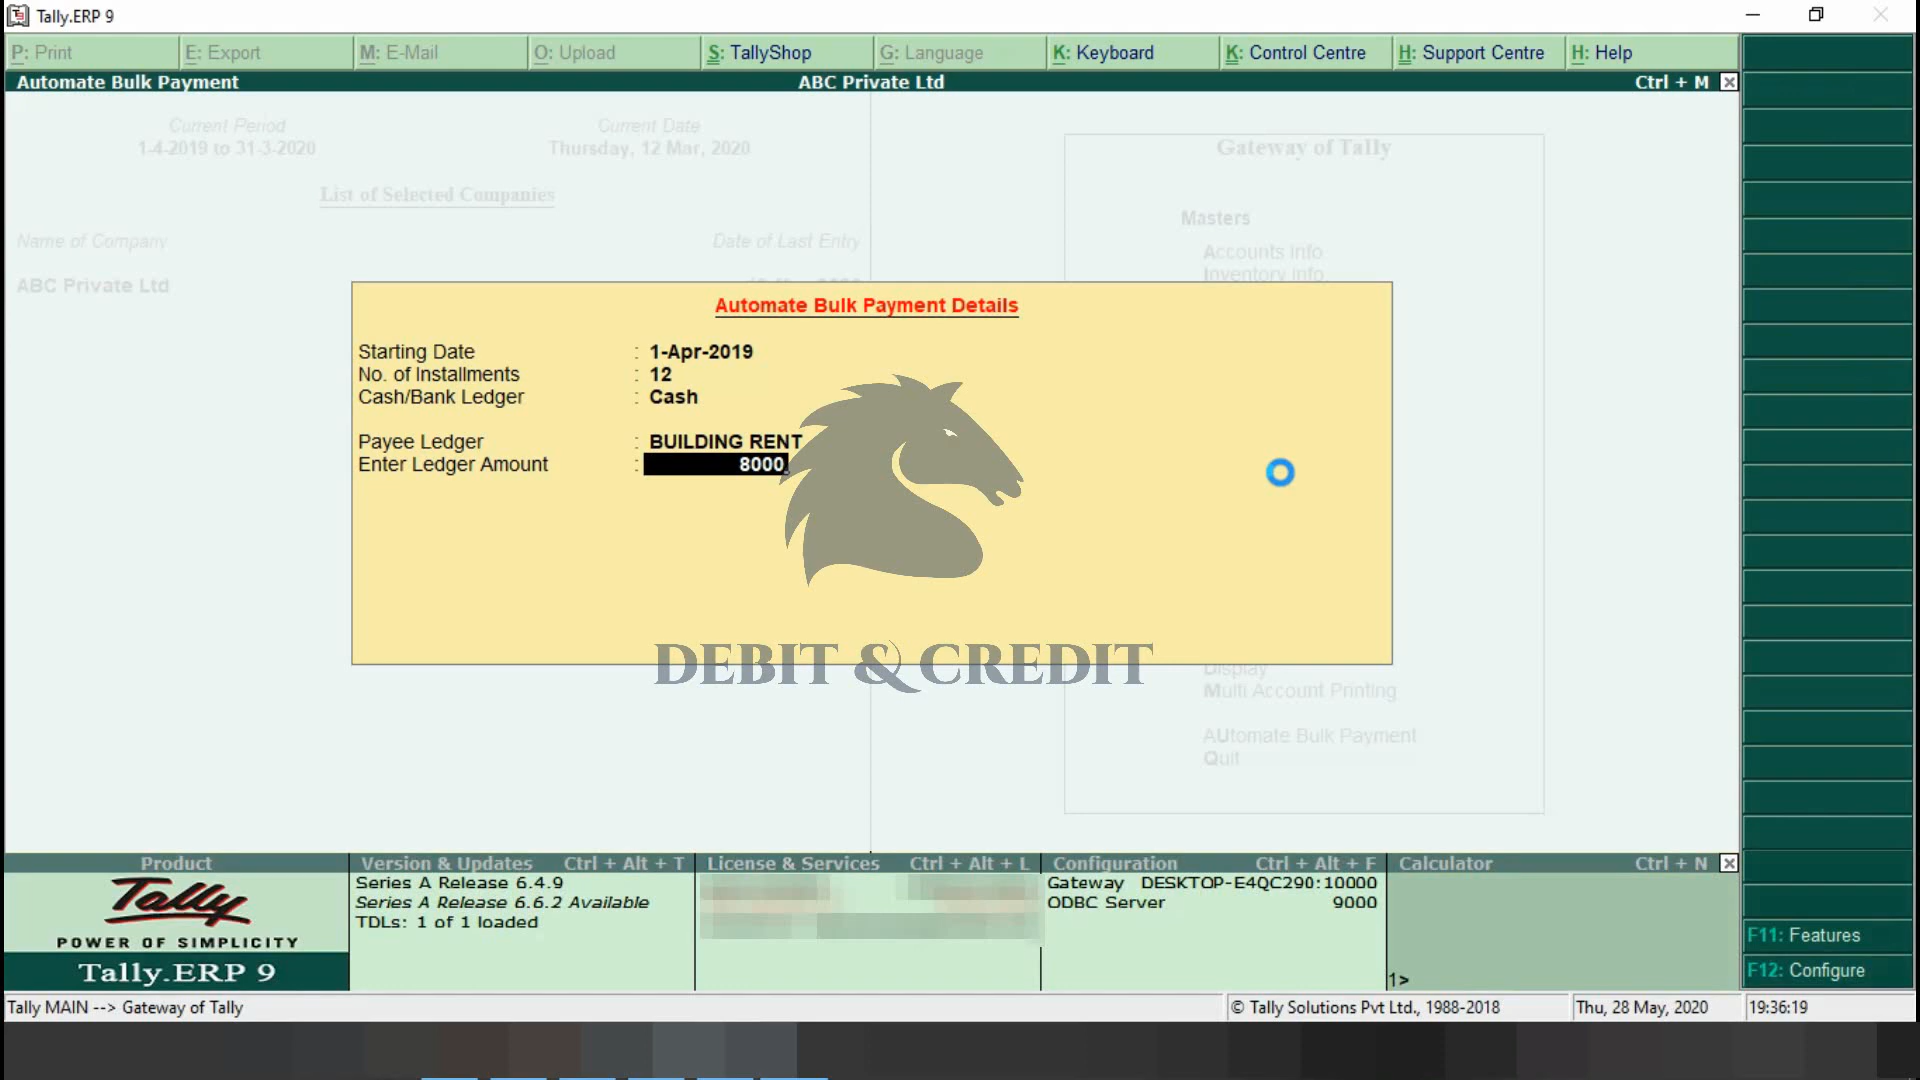 Tally.ERP 9
P: Print E: Export M: E-Mail O: Upload S: TallyShop G: Language K: Keyboard K: Control Centre H: Support Centre H: Help
Automate Bulk Payment ABC Private Ltd Ctrl + M
Current Period Current Date
1-4-2019 to 31-3-2020 Thursday, 12 Mar, 2020
List of Selected Companies
Name of Company Date of Last Entry
ABC Private Ltd
Gateway of Tally
Masters
Accounts Info
Inventory Info
Automate Bulk Payment Details
Starting Date : 1-Apr-2019
No. of Installments : 12
Cash/Bank Ledger : Cash
Payee Ledger : BUILDING RENT
Enter Ledger Amount : 8000
DEBIT & CREDIT
Display
Multi Account Printing
AUtomate Bulk Payment
Quit
Product
Tally
POWER OF SIMPLICITY
Tally.ERP 9
Version & Updates Ctrl + Alt + T
Series A Release 6.4.9
Series A Release 6.6.2 Available
TDLs: 1 of 1 loaded
License & Services Ctrl + Alt + L
Configuration Ctrl + Alt + F
Gateway DESKTOP-E4QC290:10000
ODBC Server 9000
Calculator Ctrl + N
1>
F11: Features
F12: Configure
Tally MAIN --> Gateway of Tally © Tally Solutions Pvt Ltd., 1988-2018 Thu, 28 May, 2020 19:36:19